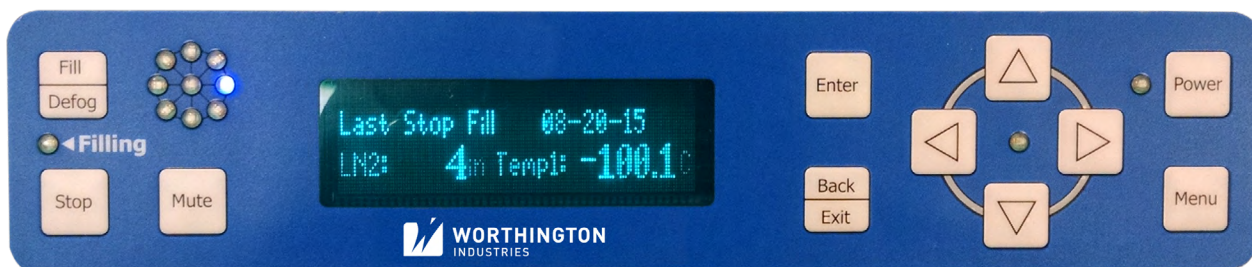 Fill
Defog
◄Filling
Stop
Mute
Last Stop Fill 08-20-15
LN2: 4in Temp1: -100.1C
WORTHINGTON
INDUSTRIES
Enter
Back
Exit
Power
Menu